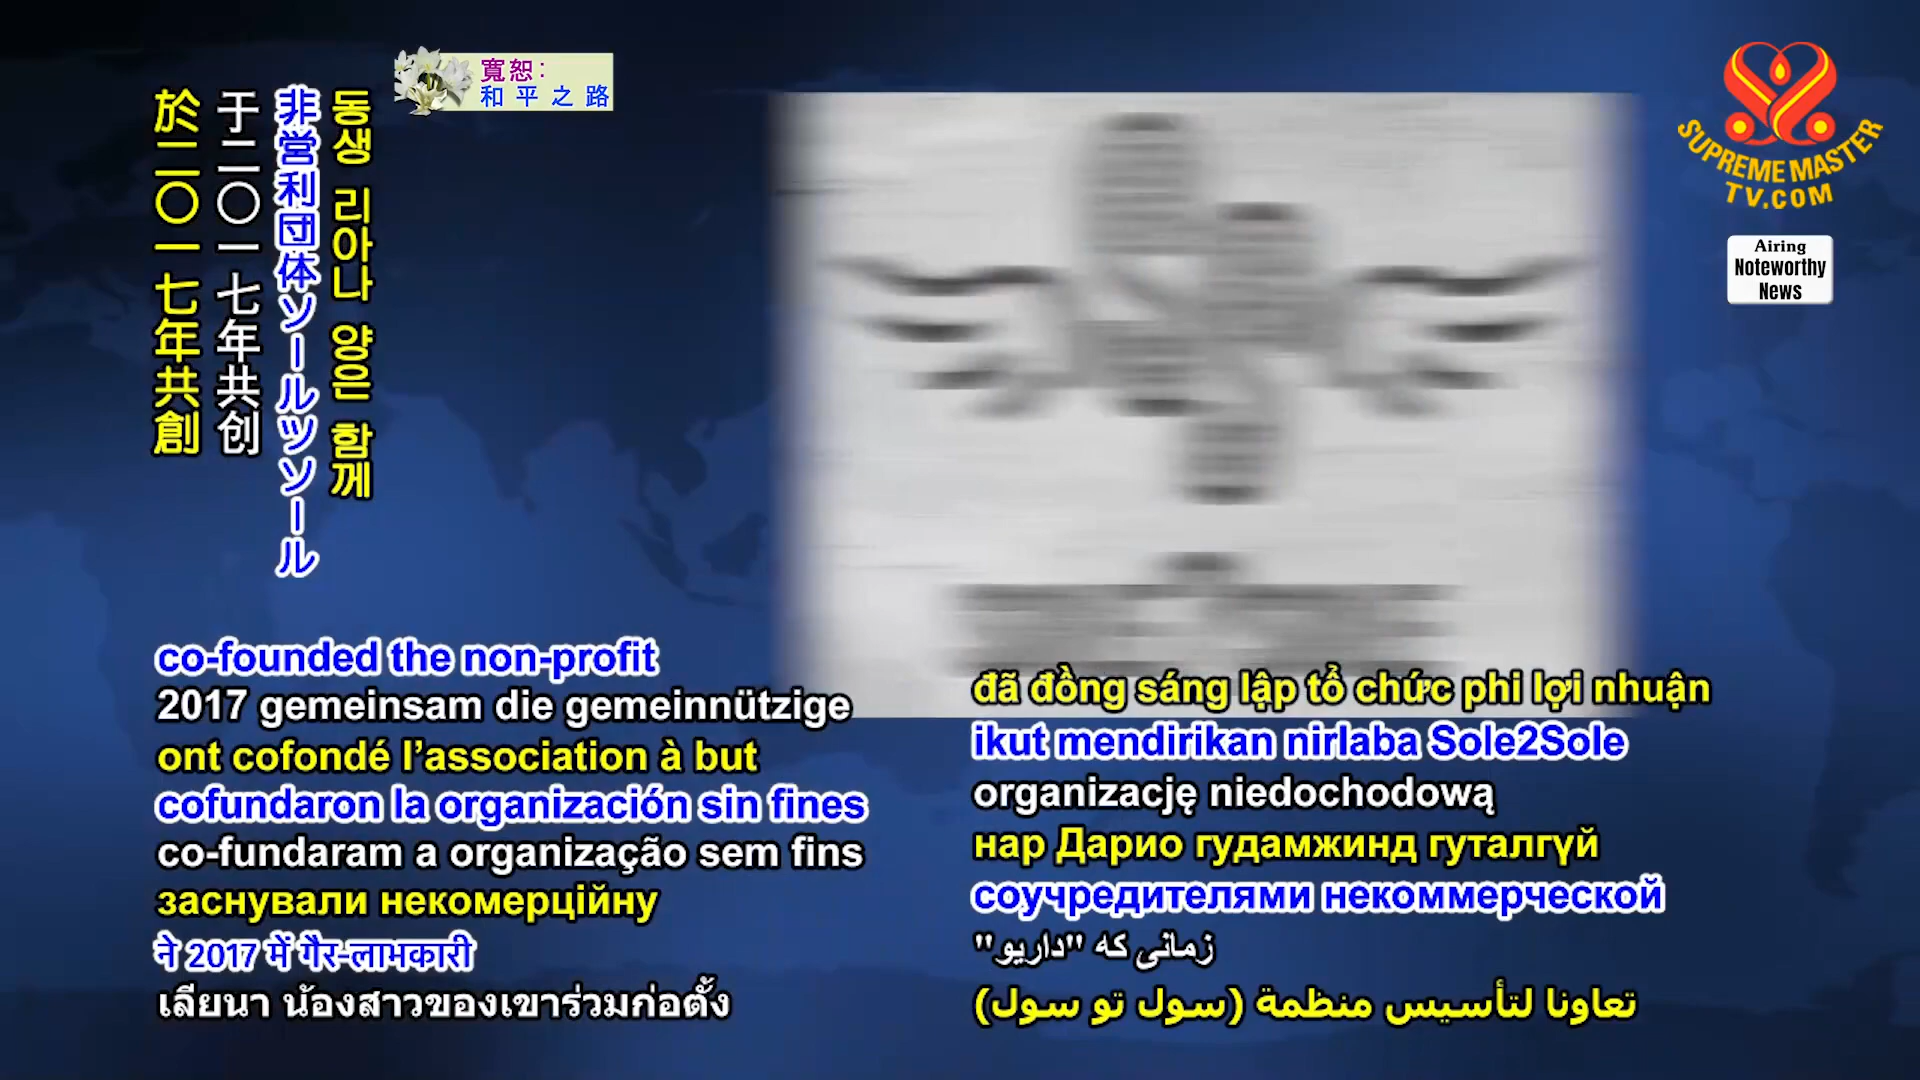 於二〇一七年共創
于二〇一七年共创
非営利団体ソールツソール
동생 리아나 양은 함께
寬恕：
和平之路
SUPREME MASTER
TV.COM
Airing
Noteworthy
News
co-founded the non-profit
2017 gemeinsam die gemeinnützige
ont cofondé l’association à but
cofundaron la organización sin fines
co-fundaram a organização sem fins
заснували некомерційну
ने 2017 में गैर-लाभकारी
เลียนา น้องสาวของเขาร่วมก่อตั้ง
đã đồng sáng lập tổ chức phi lợi nhuận
ikut mendirikan nirlaba Sole2Sole
organizację niedochodową
нар Дарио гудамжинд гуталгүй
соучредителями некоммерческой
زمانی که "داریو"
تعاونا لتأسيس منظمة (سول تو سول)